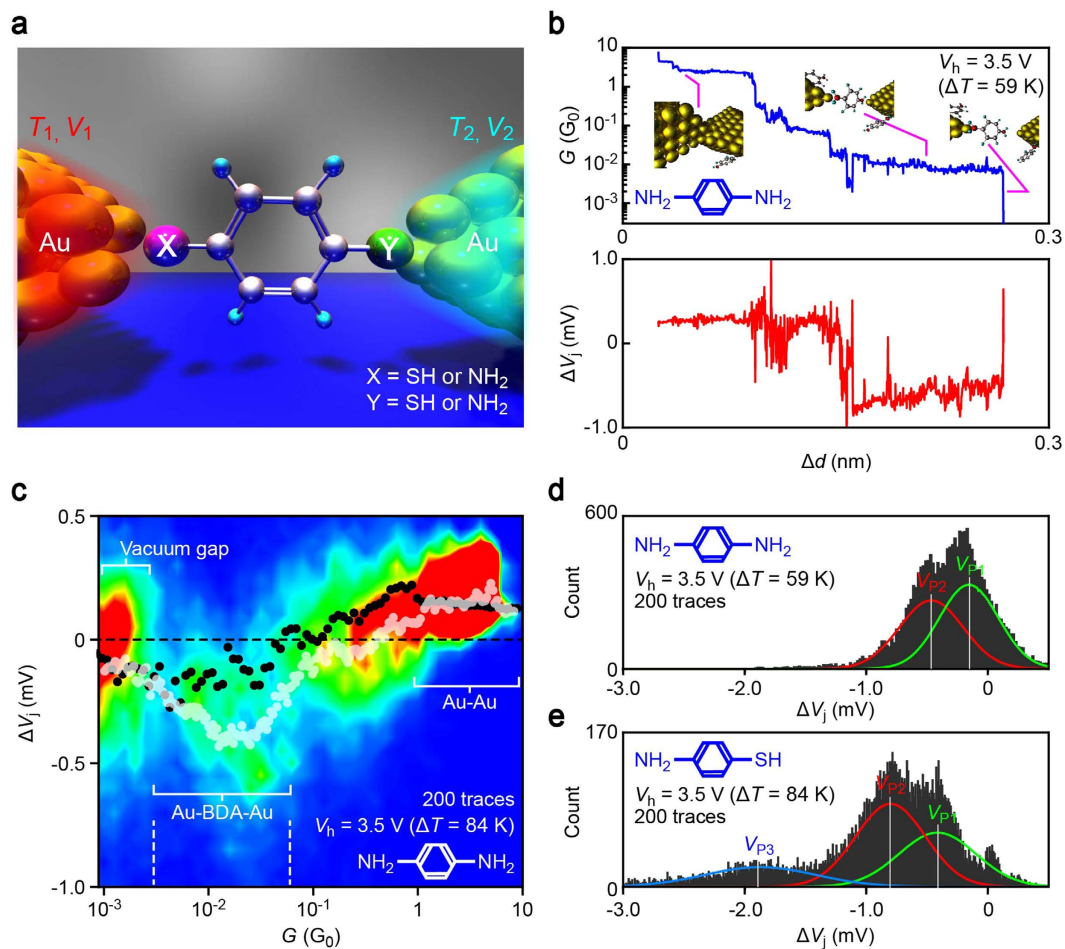 a
T1, V1
T2, V2
Au
X
Y
Au
X = SH or NH2
Y = SH or NH2
b
10
1
10-1
10-2
10-3
G (G0)
Vh = 3.5 V
(ΔT = 59 K)
NH2 NH2
0
0.3
1.0
0
-1.0
ΔVj (mV)
0
0.3
Δd (nm)
c
0.5
0
-0.5
-1.0
ΔVj (mV)
Vacuum gap
Au-Au
Au-BDA-Au
200 traces
Vh = 3.5 V (ΔT = 84 K)
NH2 NH2
10-3
10-2
10-1
1
10
G (G0)
d
600
0
Count
NH2 NH2
Vh = 3.5 V (ΔT = 59 K)
200 traces
VP2
VP1
-3.0
-2.0
-1.0
0
ΔVj (mV)
e
170
0
Count
NH2 SH
Vh = 3.5 V (ΔT = 84 K)
200 traces
VP2
VP1
VP3
-3.0
-2.0
-1.0
0
ΔVj (mV)